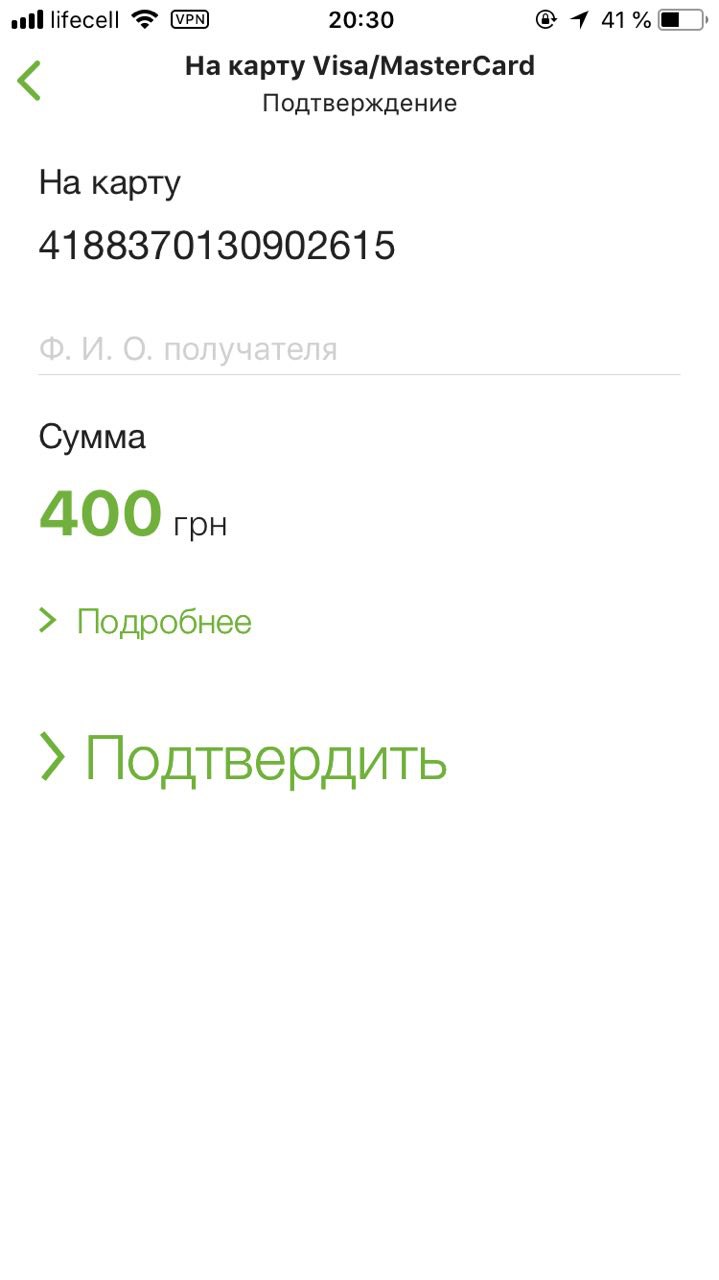 lifecell VPN 20:30 41 %
На карту Visa/MasterCard
Подтверждение
На карту
4188370130902615
Ф. И. О. получателя
Сумма
400 грн
> Подробнее
> Подтвердить